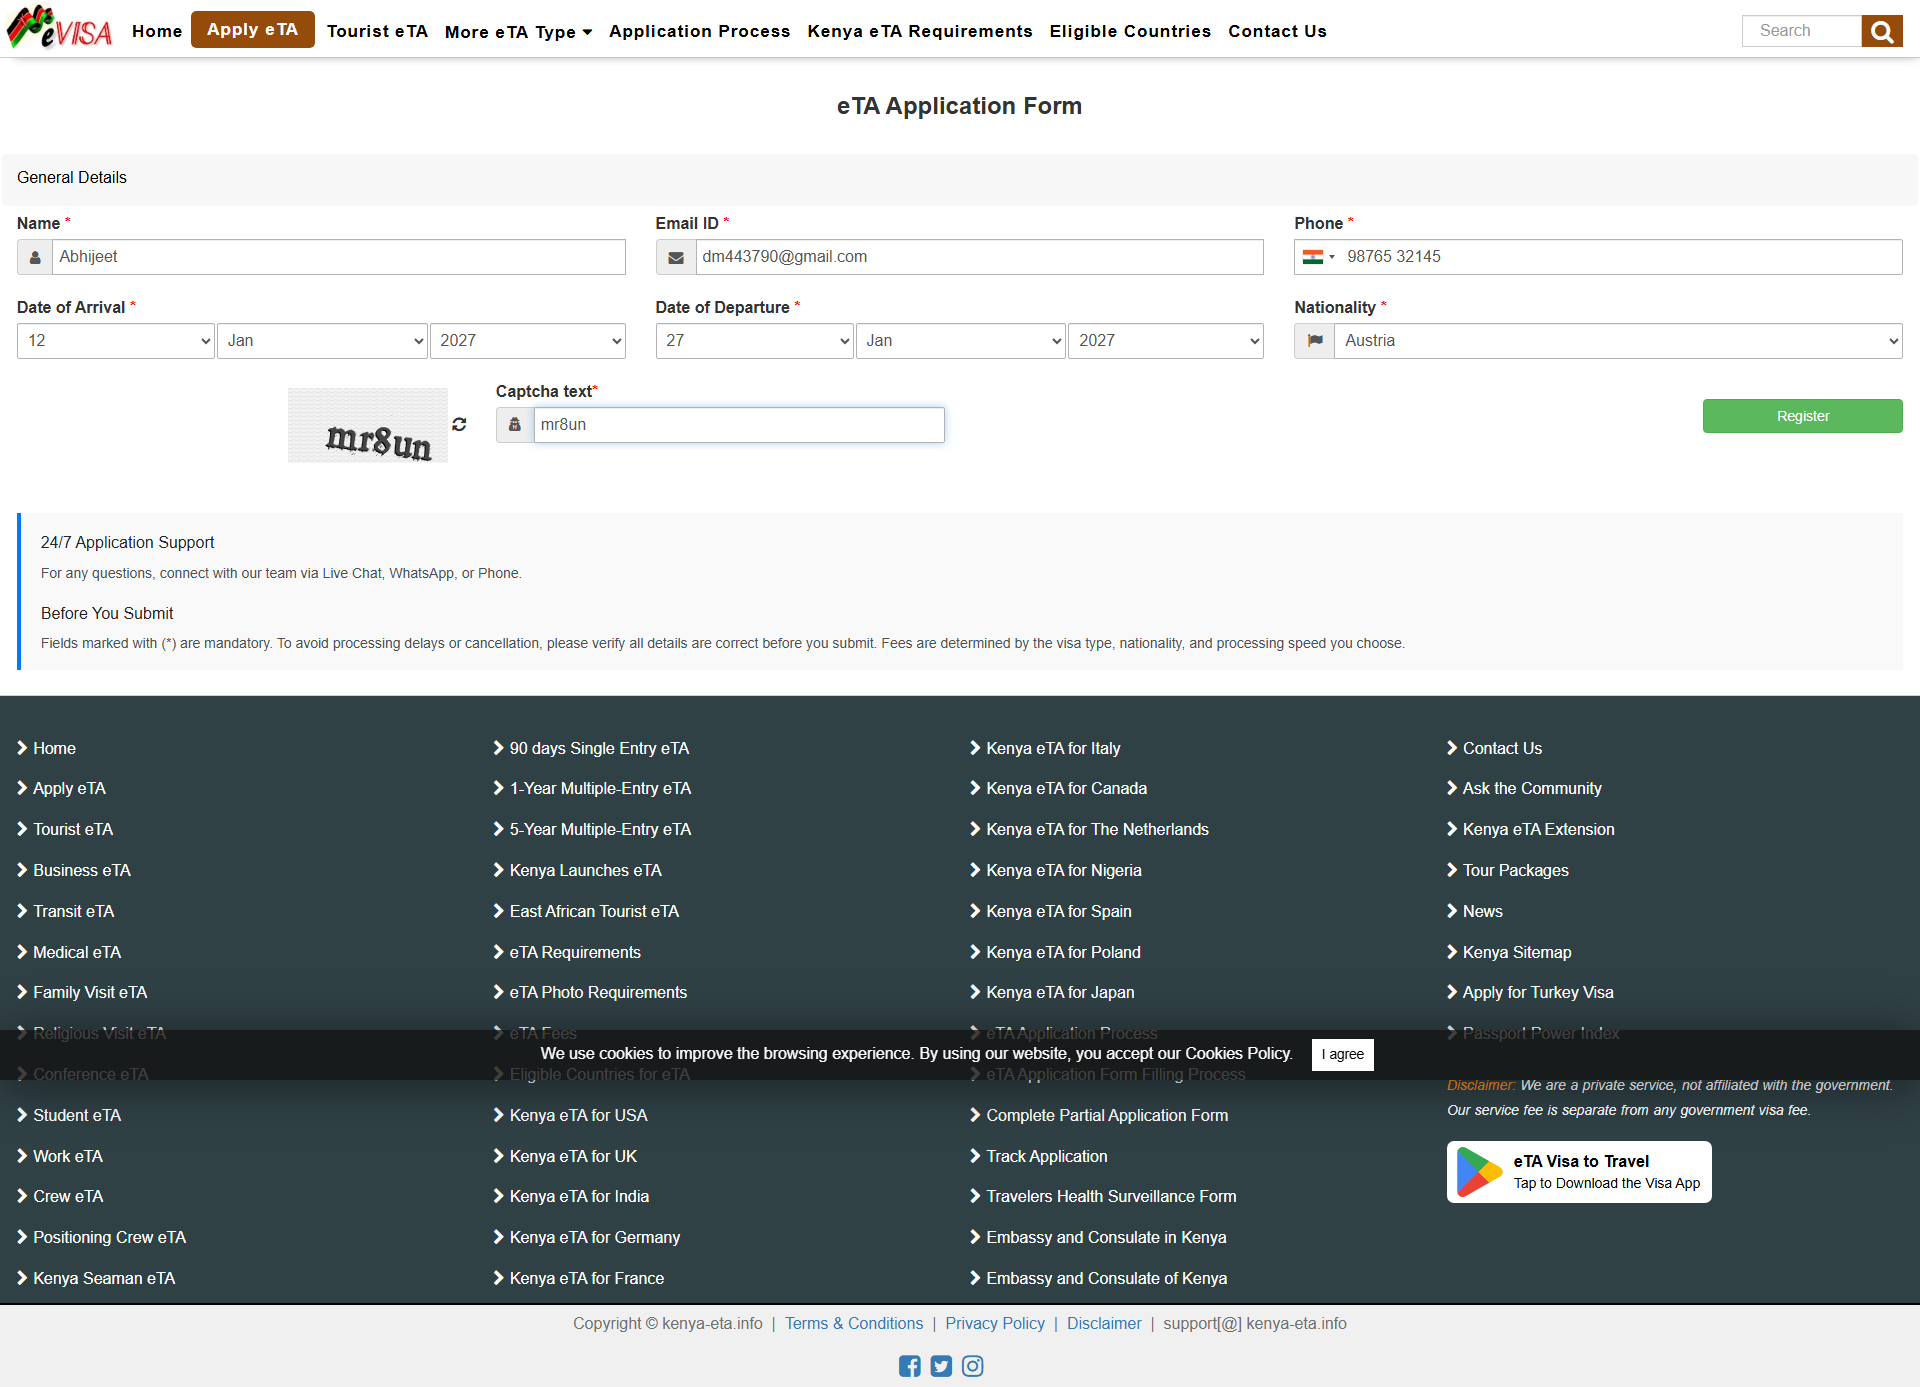 eVISA
Home
Apply eTA
Tourist eTA
More eTA Type
Application Process
Kenya eTA Requirements
Eligible Countries
Contact Us
Search
eTA Application Form
General Details
Name *
Abhijeet
Email ID *
dm443790@gmail.com
Phone *
98765 32145
Date of Arrival *
12 Jan 2027
Date of Departure *
27 Jan 2027
Nationality *
Austria
mr8un
Captcha text*
mr8un
Register
24/7 Application Support
For any questions, connect with our team via Live Chat, WhatsApp, or Phone.
Before You Submit
Fields marked with (*) are mandatory. To avoid processing delays or cancellation, please verify all details are correct before you submit. Fees are determined by the visa type, nationality, and processing speed you choose.
Home
Apply eTA
Tourist eTA
Business eTA
Transit eTA
Medical eTA
Family Visit eTA
Religious Visit eTA
Conference eTA
Student eTA
Work eTA
Crew eTA
Positioning Crew eTA
Kenya Seaman eTA
90 days Single Entry eTA
1-Year Multiple-Entry eTA
5-Year Multiple-Entry eTA
Kenya Launches eTA
East African Tourist eTA
eTA Requirements
eTA Photo Requirements
eTA Fees
Eligible Countries for eTA
Kenya eTA for USA
Kenya eTA for UK
Kenya eTA for India
Kenya eTA for Germany
Kenya eTA for France
Kenya eTA for Italy
Kenya eTA for Canada
Kenya eTA for The Netherlands
Kenya eTA for Nigeria
Kenya eTA for Spain
Kenya eTA for Poland
Kenya eTA for Japan
eTA Application Process
eTA Application Form Filling Process
Complete Partial Application Form
Track Application
Travelers Health Surveillance Form
Embassy and Consulate in Kenya
Embassy and Consulate of Kenya
Contact Us
Ask the Community
Kenya eTA Extension
Tour Packages
News
Kenya Sitemap
Apply for Turkey Visa
Passport Power Index
Disclaimer: We are a private service, not affiliated with the government.
Our service fee is separate from any government visa fee.
eTA Visa to Travel
Tap to Download the Visa App
We use cookies to improve the browsing experience. By using our website, you accept our Cookies Policy.
I agree
Copyright © kenya-eta.info | Terms & Conditions | Privacy Policy | Disclaimer | support[@] kenya-eta.info